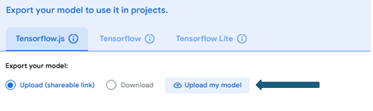 Export your model to use it in projects.
Tensorflow.js Tensorflow Tensorflow Lite
Export your model:
Upload (shareable link) Download Upload my model